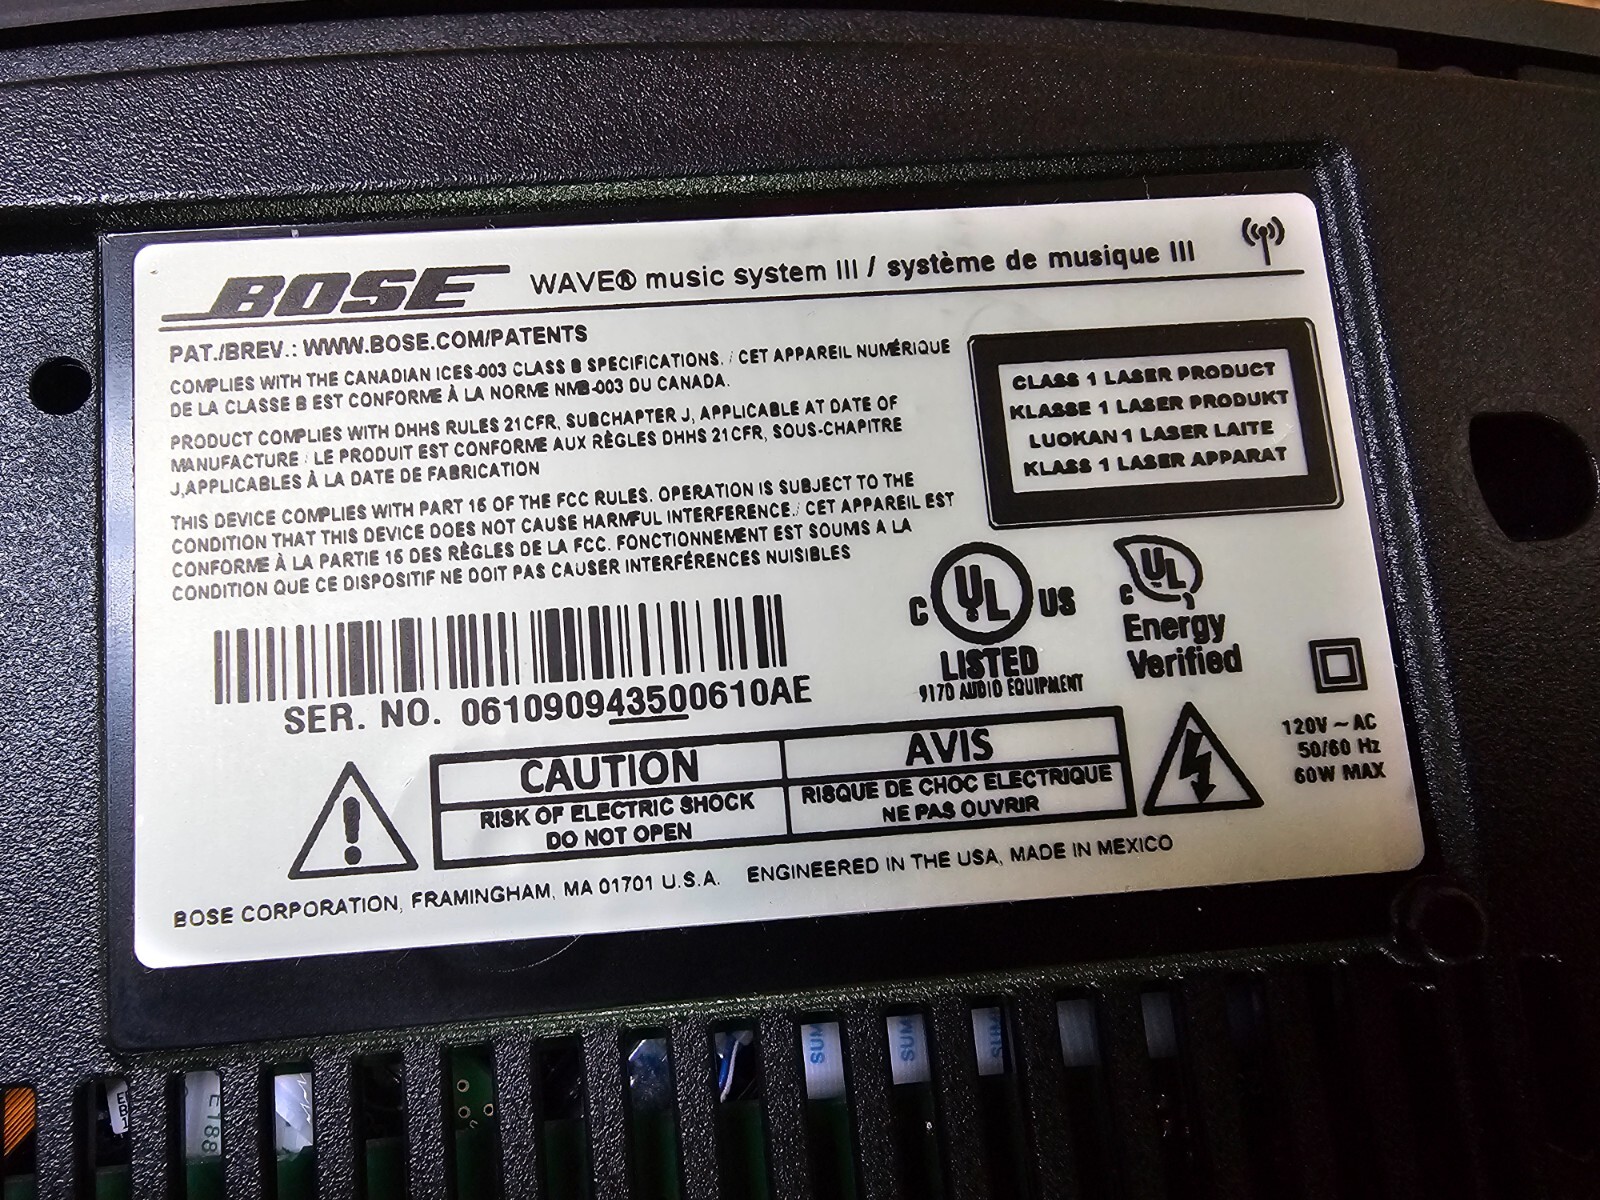 BOSE WAVE® music system III / système de musique III
PAT./BREV.: WWW.BOSE.COM/PATENTS
COMPLIES WITH THE CANADIAN ICES-003 CLASS B SPECIFICATIONS. / CET APPAREIL NUMÉRIQUE
DE LA CLASSE B EST CONFORME À LA NORME NMB-003 DU CANADA.
PRODUCT COMPLIES WITH DHHS RULES 21CFR, SUBCHAPTER J, APPLICABLE AT DATE OF
MANUFACTURE / LE PRODUIT EST CONFORME AUX RÈGLES DHHS 21CFR, SOUS-CHAPITRE
J,APPLICABLES À LA DATE DE FABRICATION
THIS DEVICE COMPLIES WITH PART 15 OF THE FCC RULES. OPERATION IS SUBJECT TO THE
CONDITION THAT THIS DEVICE DOES NOT CAUSE HARMFUL INTERFERENCE./ CET APPAREIL EST
CONFORME À LA PARTIE 15 DES RÈGLES DE LA FCC. FONCTIONNEMENT EST SOUMS A LA
CONDITION QUE CE DISPOSITIF NE DOIT PAS CAUSER INTERFÉRENCES NUISIBLES
CLASS 1 LASER PRODUCT
KLASSE 1 LASER PRODUKT
LUOKAN 1 LASER LAITE
KLASS 1 LASER APPARAT
C UL US
LISTED
9170 AUDIO EQUIPMENT
C UL
Energy
Verified
SER. NO. 061090943500610AE
120V ~ AC
50/60 Hz
60W MAX
CAUTION
RISK OF ELECTRIC SHOCK
DO NOT OPEN
AVIS
RISQUE DE CHOC ELECTRIQUE
NE PAS OUVRIR
BOSE CORPORATION, FRAMINGHAM, MA 01701 U.S.A. ENGINEERED IN THE USA, MADE IN MEXICO
E188
SUM
SUM
SUM